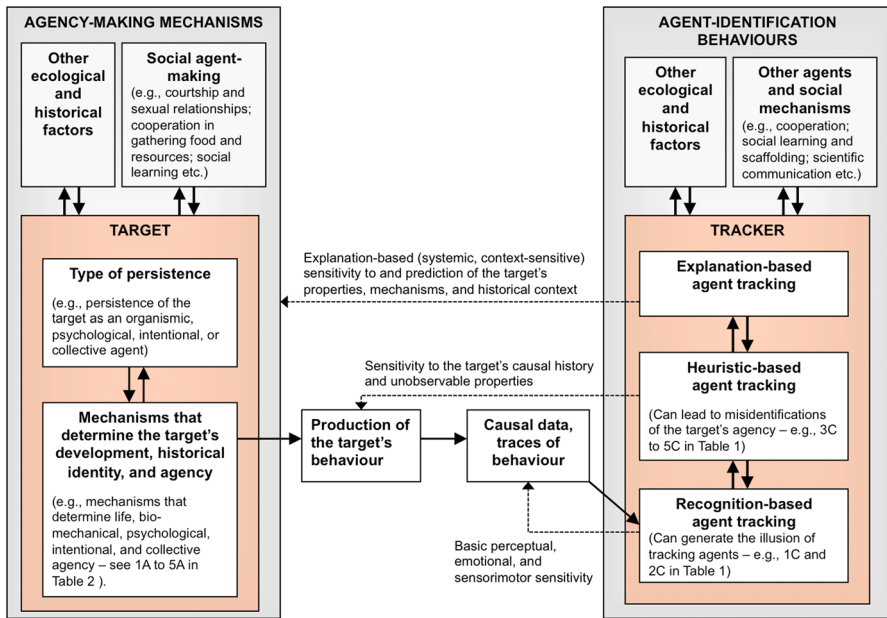 AGENCY-MAKING MECHANISMS
Other
ecological
and
historical
factors
Social agent-
making
(e.g., courtship and
sexual relationships;
cooperation in
gathering food and
resources; social
learning etc.)
TARGET
Type of persistence
(e.g., persistence of the
target as an organismic,
psychological, intentional, or
collective agent)
Mechanisms that
determine the target's
development, historical
identity, and agency
(e.g., mechanisms that
determine life, bio-
mechanical, psychological,
intentional, and collective
agency – see 1A to 5A in
Table 2 ).
Explanation-based (systemic, context-sensitive)
sensitivity to and prediction of the target's
properties, mechanisms, and historical context
Sensitivity to the target's causal history
and unobservable properties
Production of
the target's
behaviour
Causal data,
traces of
behaviour
Basic perceptual,
emotional, and
sensorimotor sensitivity
AGENT-IDENTIFICATION
BEHAVIOURS
Other
ecological
and
historical
factors
Other agents
and social
mechanisms
(e.g., cooperation;
social learning and
scaffolding; scientific
communication etc.)
TRACKER
Explanation-based
agent tracking
Heuristic-based
agent tracking
(Can lead to misidentifications
of the target's agency – e.g., 3C
to 5C in Table 1)
Recognition-based
agent tracking
(Can generate the illusion of
tracking agents – e.g., 1C and
2C in Table 1)